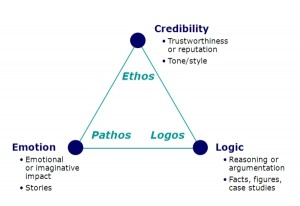 Credibility
• Trustworthiness
or reputation
• Tone/style
Ethos
Pathos
Logos
Emotion
• Emotional
or imaginative
impact
• Stories
Logic
• Reasoning or
argumentation
• Facts, figures,
case studies